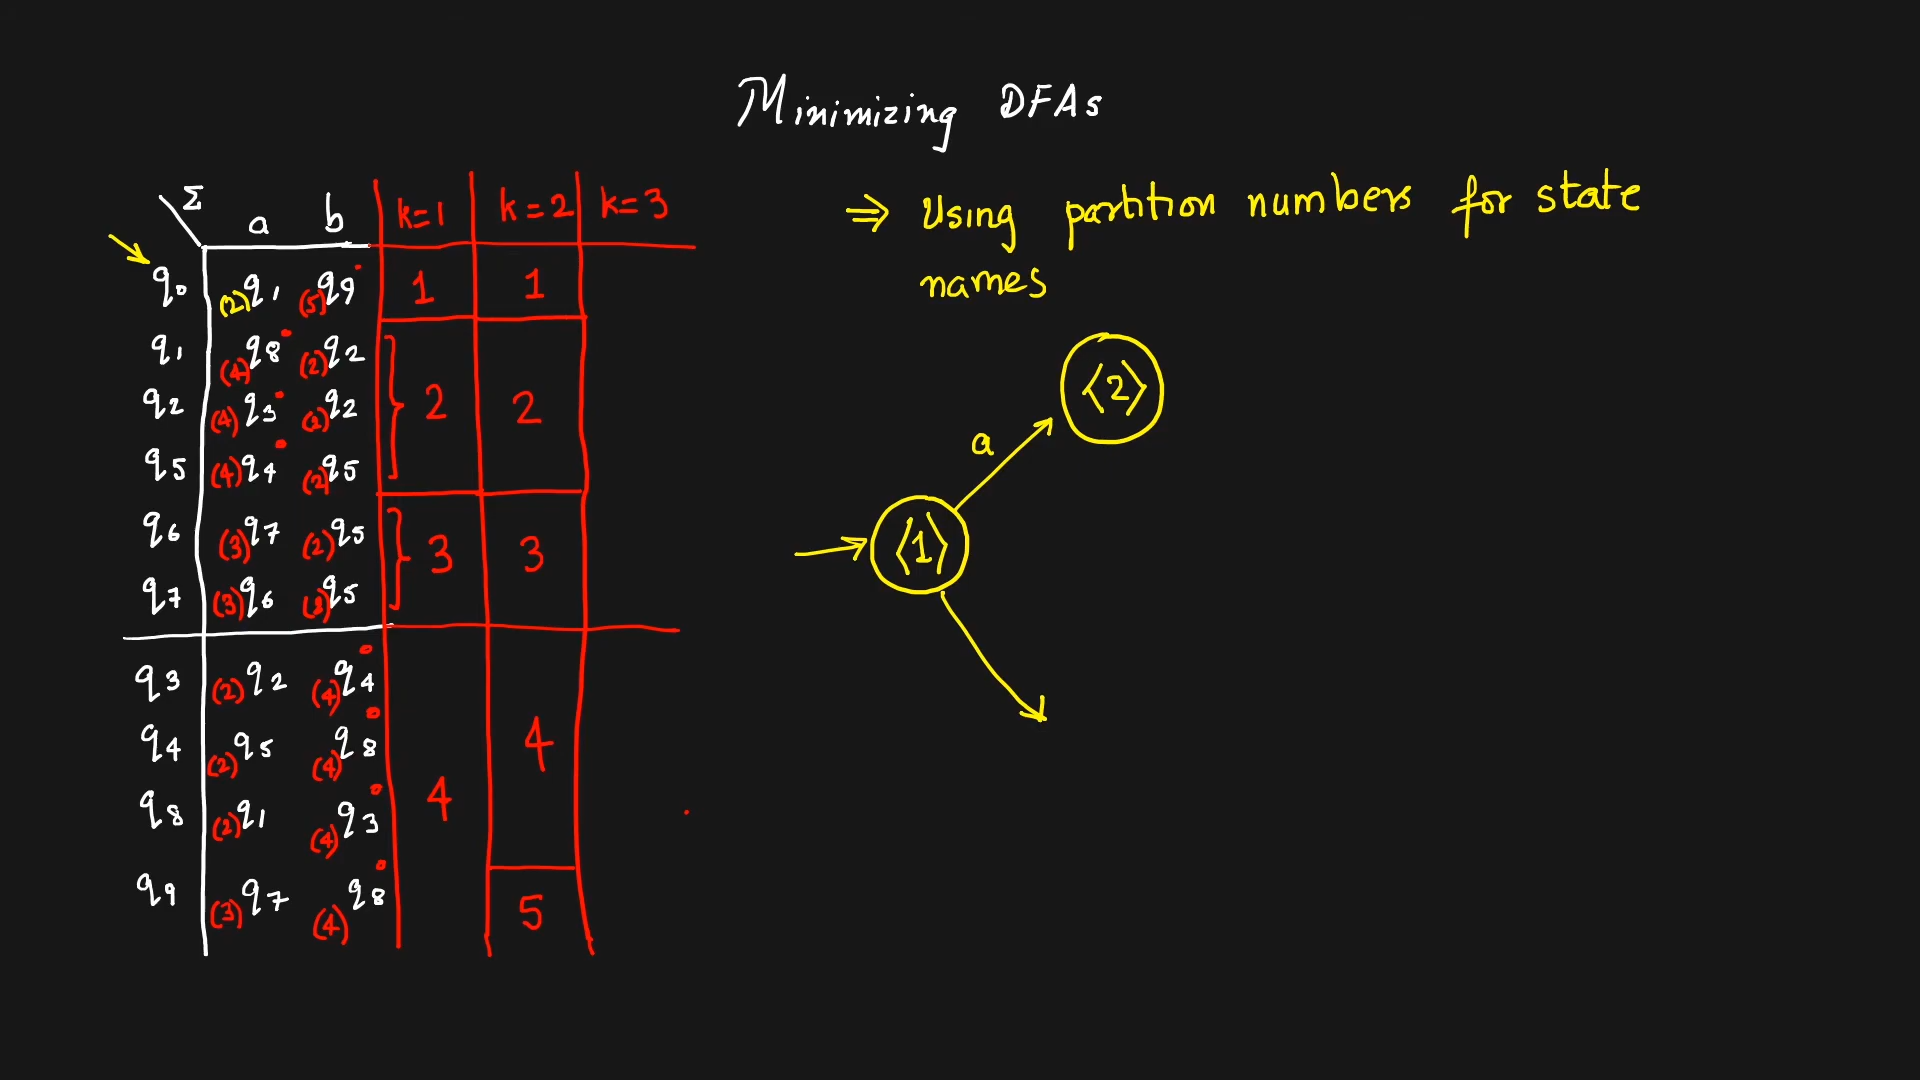 Minimizing DFAs
Σ a b k=1 k=2 k=3
q0 (2)q1 (5)q9 1 1
q1 (4)q8 (2)q2
q2 (4)q3 (2)q2 2 2
q5 (4)q4 (2)q5
q6 (3)q7 (2)q5 3 3
q7 (3)q6 (2)q5
q3 (2)q2 (4)q4
q4 (2)q5 (4)q8 4
q8 (2)q1 (4)q3 4
q9 (3)q7 (4)q8 5
⇒ Using partition numbers for state
names
⟨2⟩
a
⟨1⟩